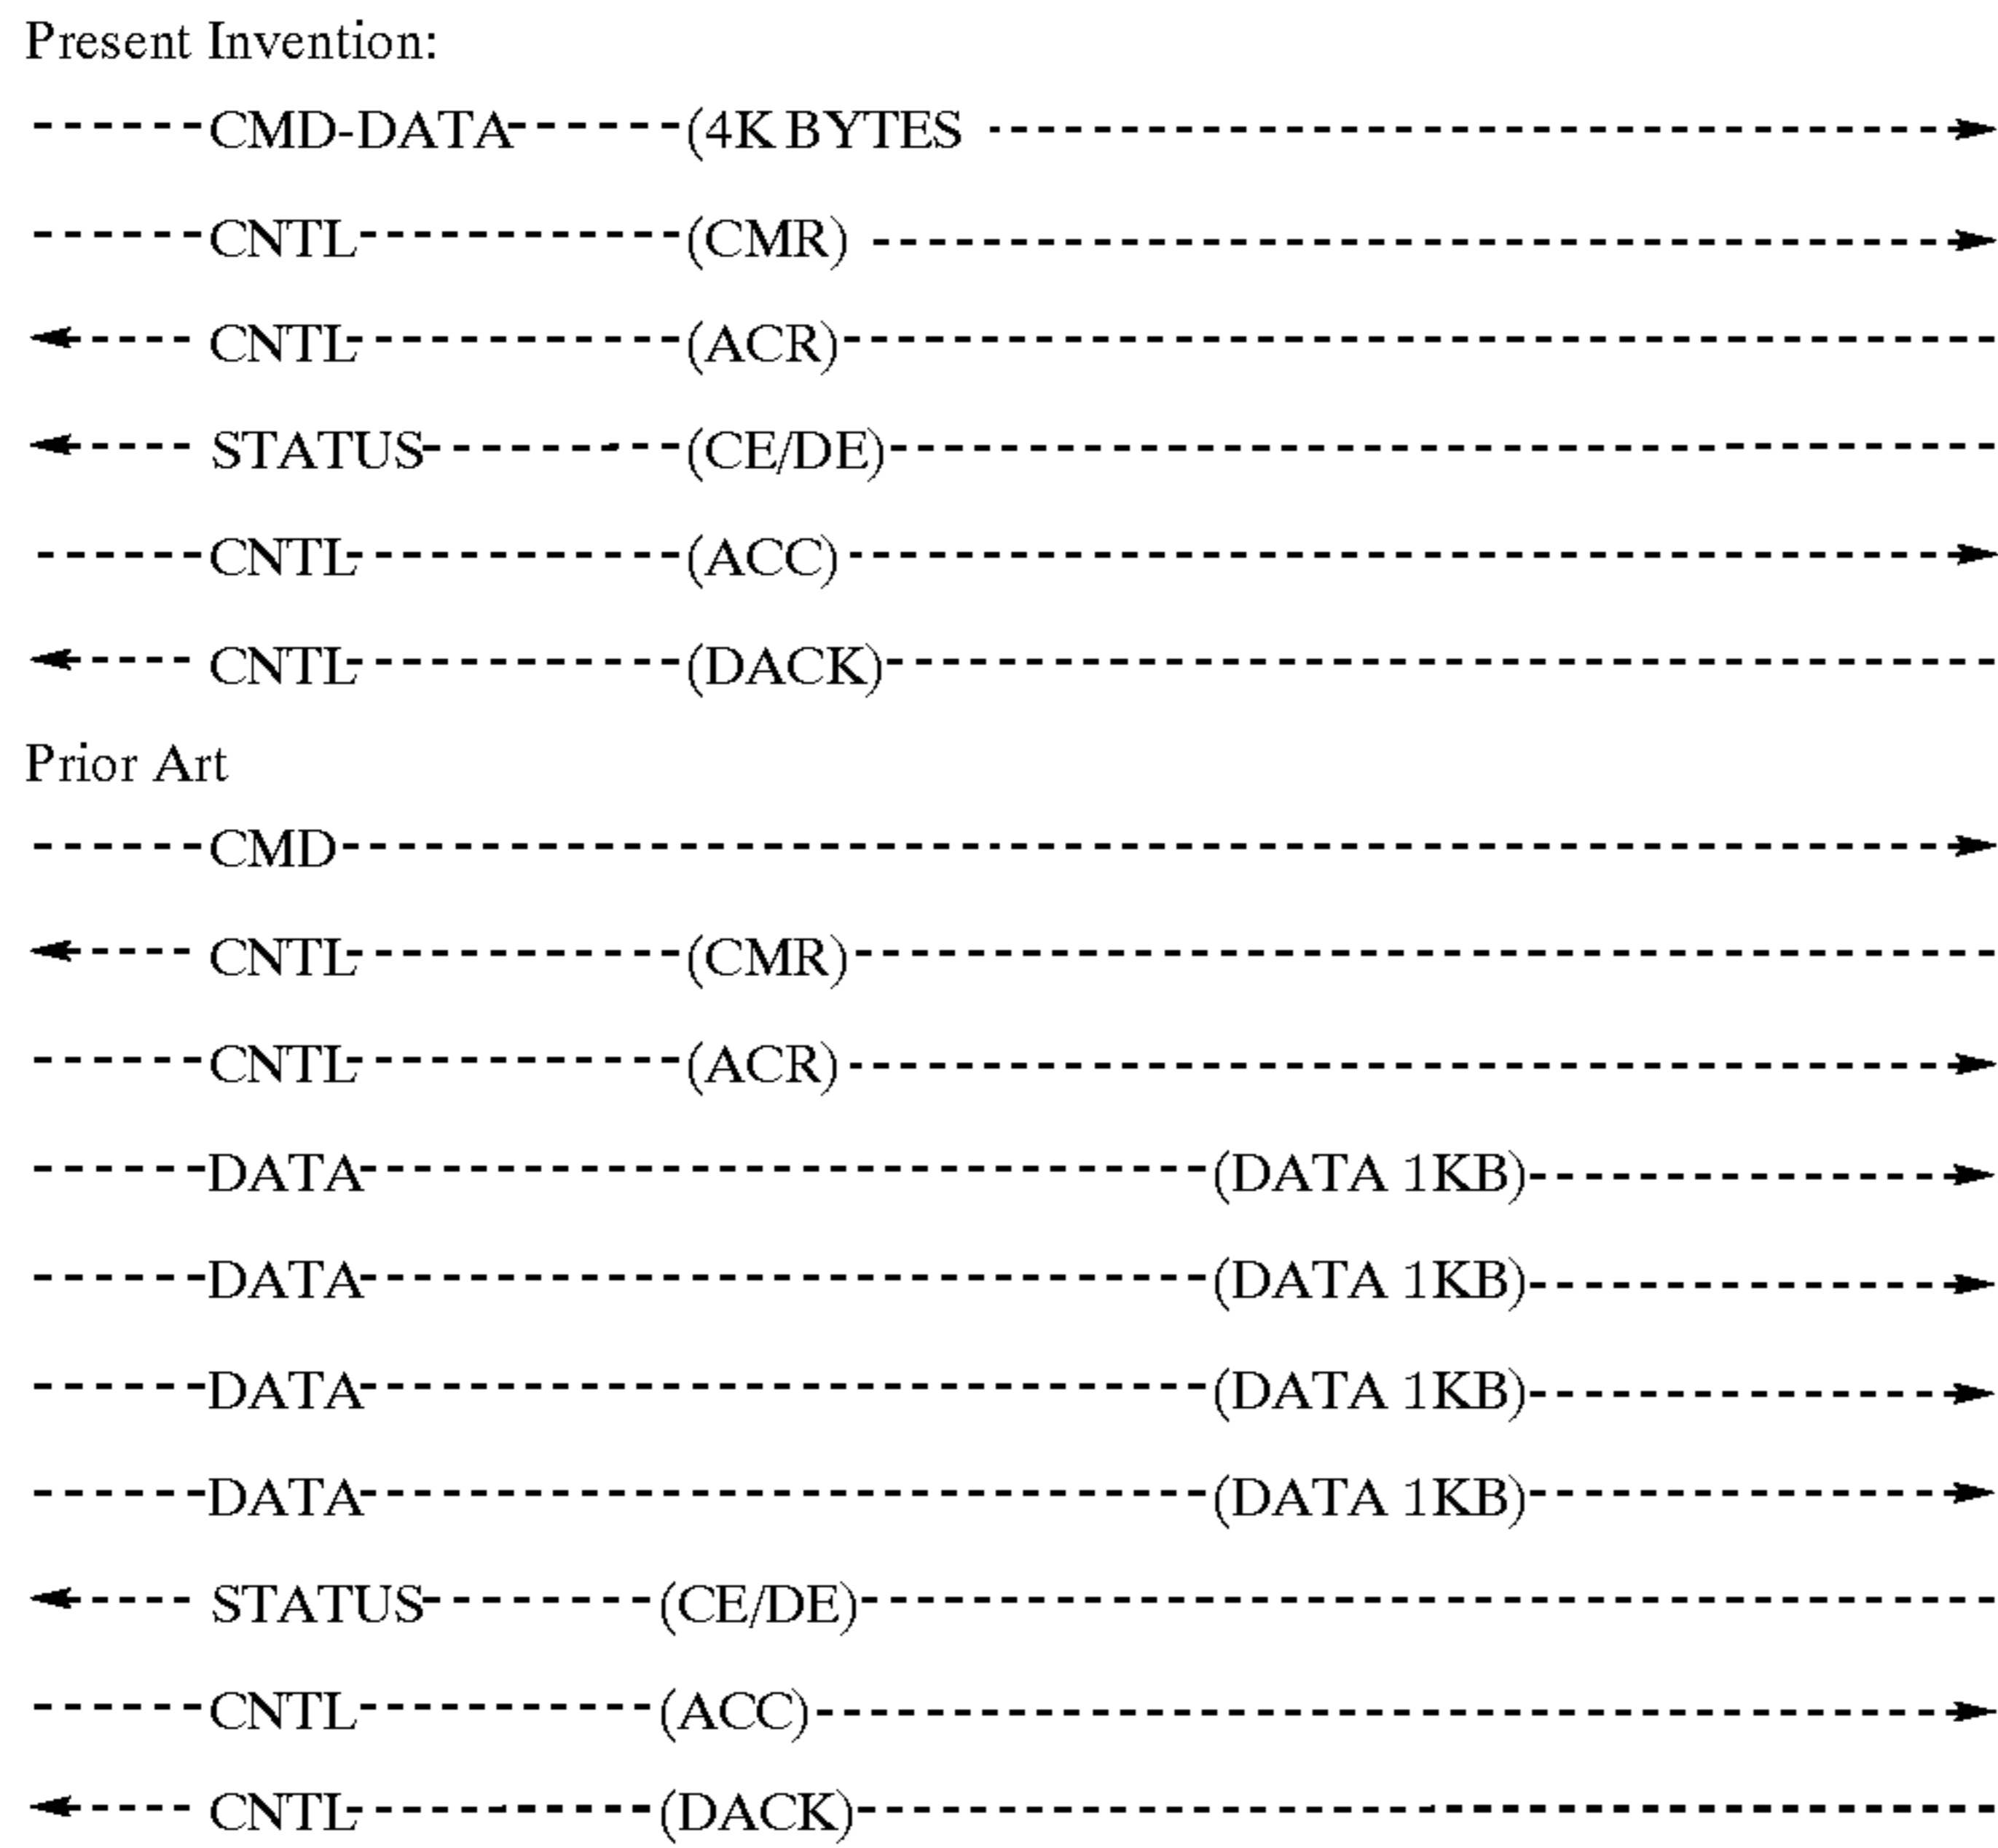 Present Invention:
CMD-DATA (4K BYTES
CNTL (CMR)
CNTL (ACR)
STATUS (CE/DE)
CNTL (ACC)
CNTL (DACK)
Prior Art
CMD
CNTL (CMR)
CNTL (ACR)
DATA (DATA 1KB)
DATA (DATA 1KB)
DATA (DATA 1KB)
DATA (DATA 1KB)
STATUS (CE/DE)
CNTL (ACC)
CNTL (DACK)